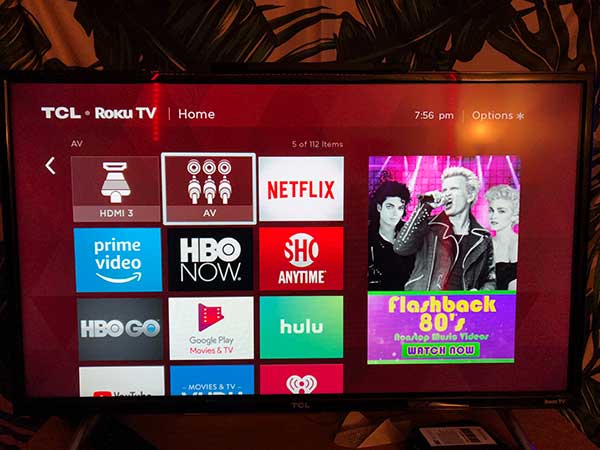 TCL • Roku TV | Home
7:56 pm | Options ✻
AV
5 of 112 Items
HDMI 3
AV
NETFLIX
prime
video
HBO
NOW.
SHO
ANYTIME
HBO GO
Google Play
Movies & TV
hulu
Flashback
80's
NonStop Music Videos
WATCH NOW
YouTube
– MOVIES & TV –
VUDU
TCL
Roku TV